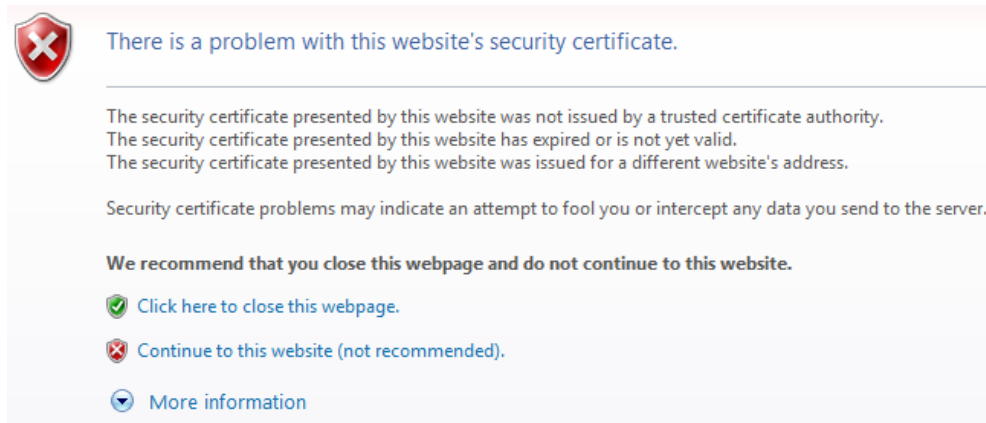 There is a problem with this website's security certificate.
The security certificate presented by this website was not issued by a trusted certificate authority.
The security certificate presented by this website has expired or is not yet valid.
The security certificate presented by this website was issued for a different website's address.
Security certificate problems may indicate an attempt to fool you or intercept any data you send to the server.
We recommend that you close this webpage and do not continue to this website.
Click here to close this webpage.
Continue to this website (not recommended).
More information